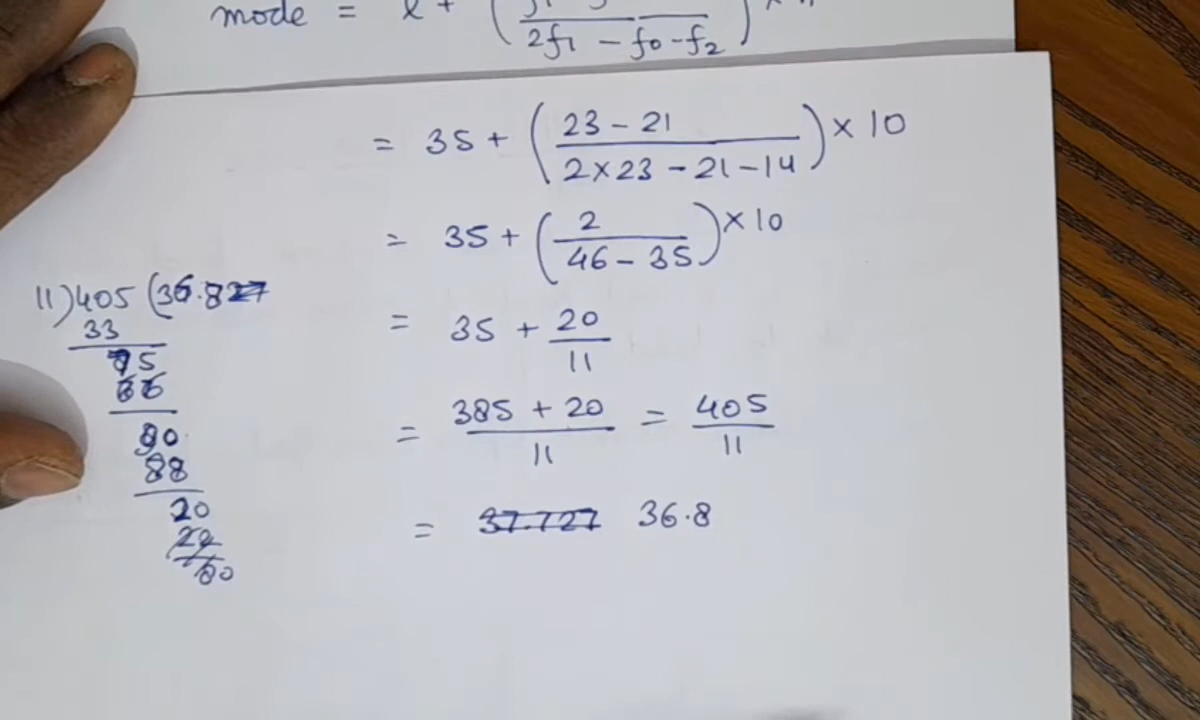 mode = l + ( / 2f1 - f0 - f2 ) ×
= 35 + ( 23 - 21 / 2×23 - 21 - 14 ) × 10
= 35 + ( 2 / 46 - 35 ) × 10
= 35 + 20 / 11
= 385 + 20 / 11 = 405 / 11
= 37.727 36.8
11)405(36.827
33
75
66
90
88
20
22
80